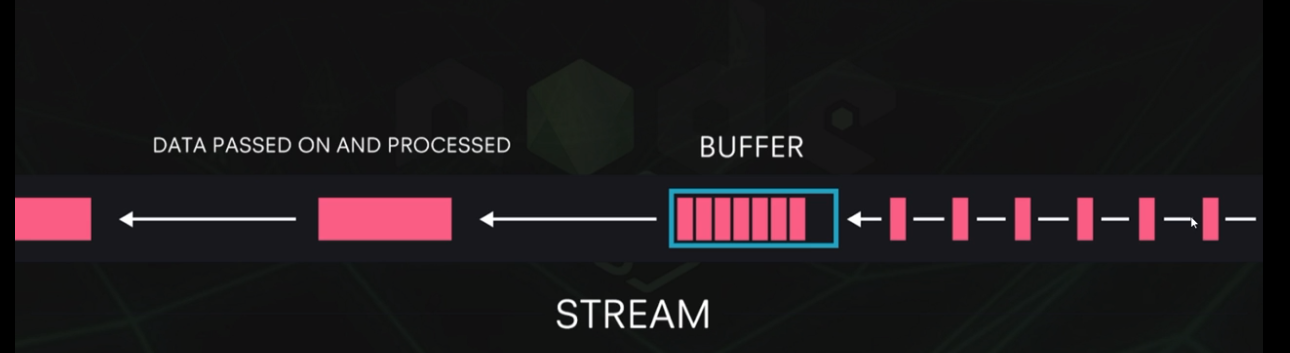 DATA PASSED ON AND PROCESSED
BUFFER
STREAM